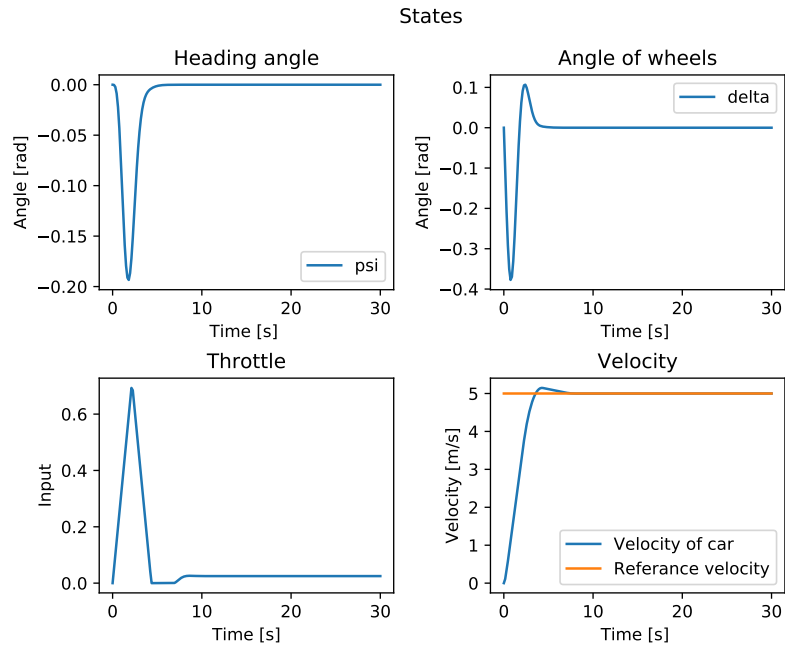 States
Heading angle
Angle of wheels
0.00
−0.05
−0.10
−0.15
−0.20
Angle [rad]
psi
0
10
20
30
Time [s]
0.1
0.0
−0.1
−0.2
−0.3
−0.4
Angle [rad]
delta
0
10
20
30
Time [s]
Throttle
Velocity
0.6
0.4
0.2
0.0
Input
0
10
20
30
Time [s]
5
4
3
2
1
0
Velocity [m/s]
Velocity of car
Referance velocity
0
10
20
30
Time [s]